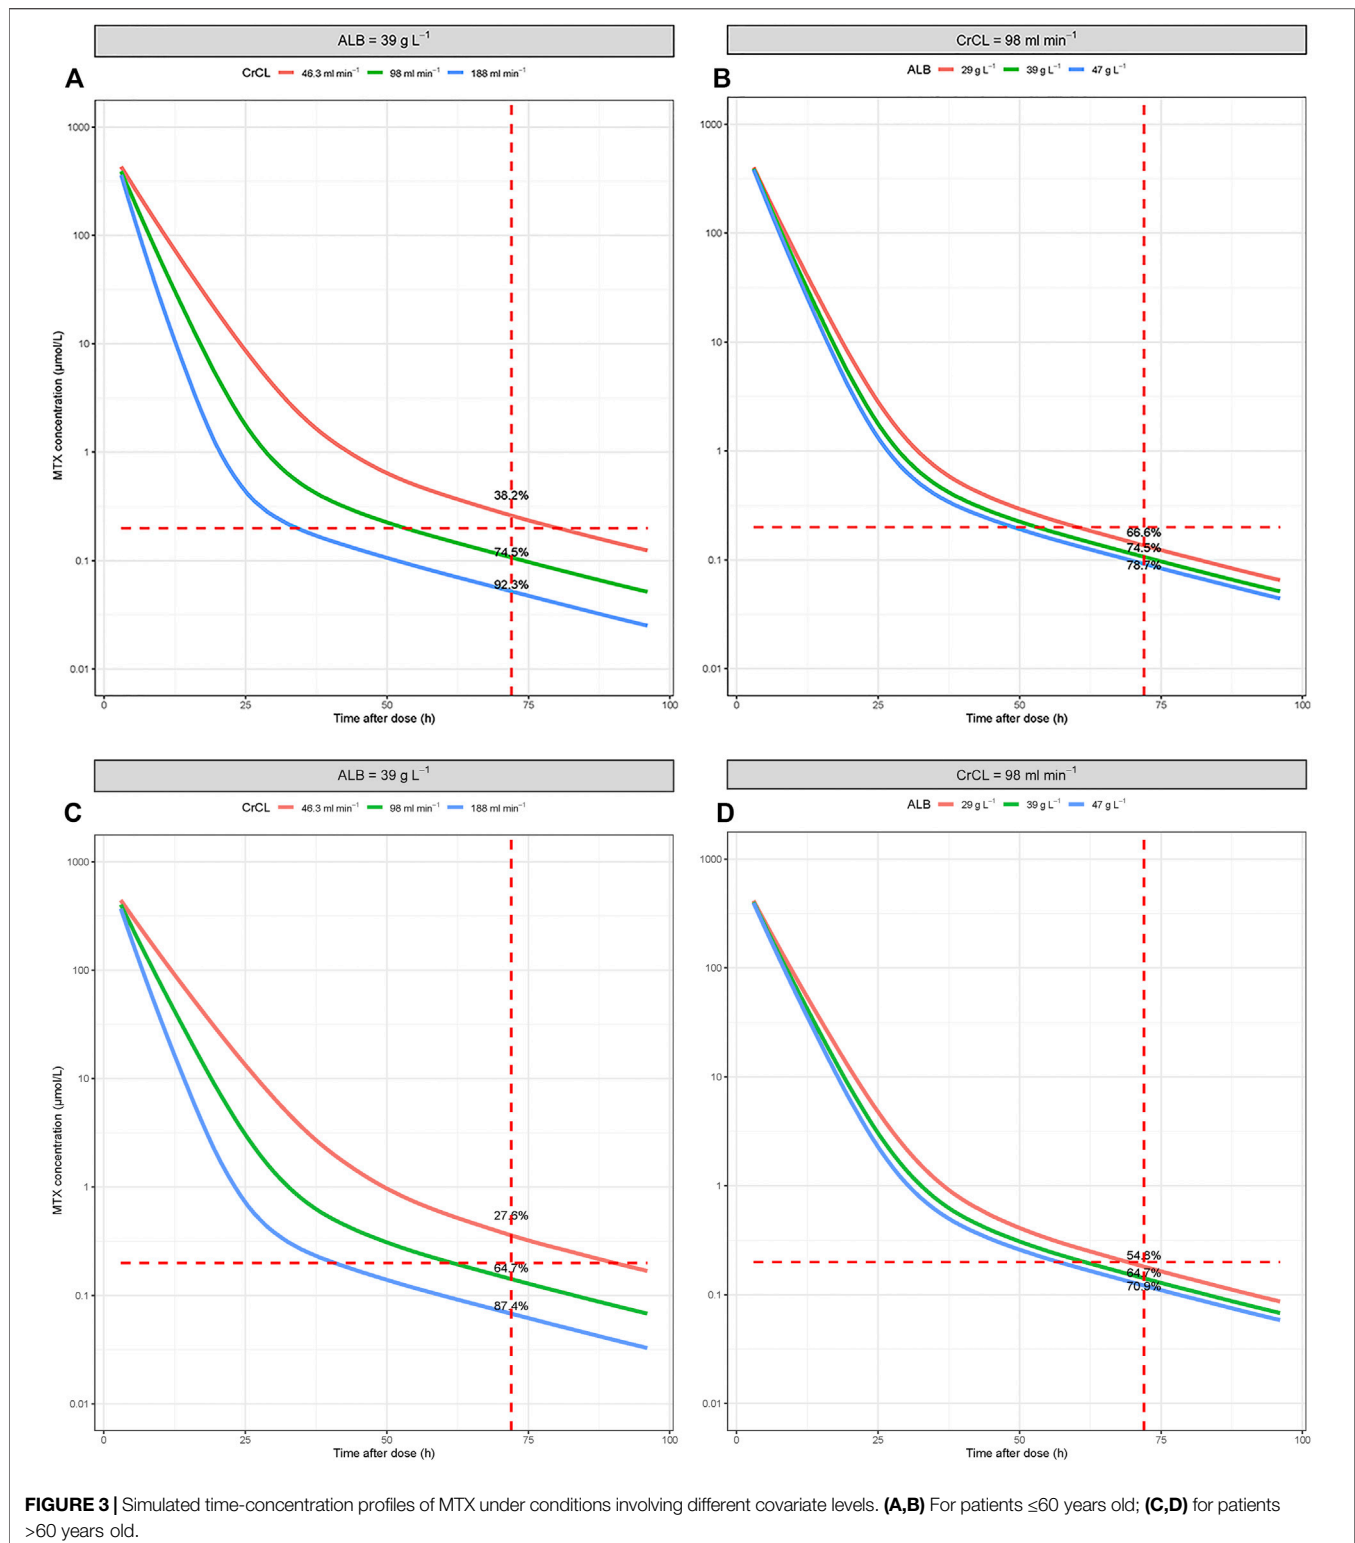 ALB = 39 g L⁻¹
CrCL 46.3 ml min⁻¹ 98 ml min⁻¹ 188 ml min⁻¹
A
1000
100
10
1
0.1
0.01
MTX concentration (µmol/L)
38.2%
74.5%
92.3%
0 25 50 75 100
Time after dose (h)
CrCL = 98 ml min⁻¹
ALB 29 g L⁻¹ 39 g L⁻¹ 47 g L⁻¹
B
1000
100
10
1
0.1
0.01
66.6%
74.5%
78.7%
0 25 50 75 100
Time after dose (h)
ALB = 39 g L⁻¹
CrCL 46.3 ml min⁻¹ 98 ml min⁻¹ 188 ml min⁻¹
C
1000
100
10
1
0.1
0.01
MTX concentration (µmol/L)
27.6%
64.7%
87.4%
0 25 50 75 100
Time after dose (h)
CrCL = 98 ml min⁻¹
ALB 29 g L⁻¹ 39 g L⁻¹ 47 g L⁻¹
D
1000
100
10
1
0.1
0.01
54.8%
64.7%
70.9%
0 25 50 75 100
Time after dose (h)
FIGURE 3 | Simulated time-concentration profiles of MTX under conditions involving different covariate levels. (A,B) For patients ≤60 years old; (C,D) for patients
>60 years old.